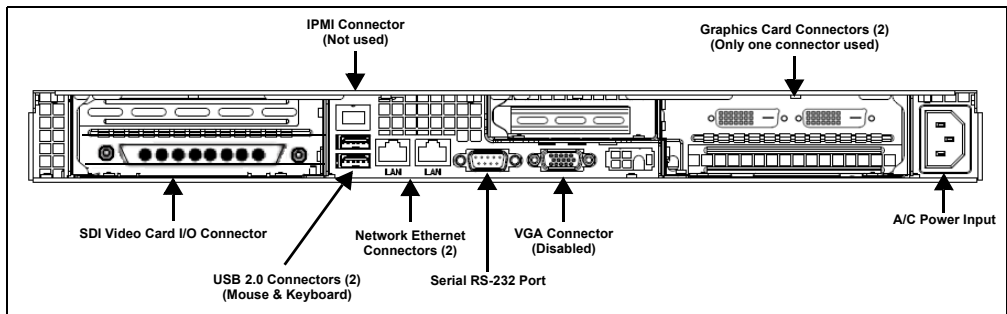 IPMI Connector
(Not used)
Graphics Card Connectors (2)
(Only one connector used)
LAN
LAN
SDI Video Card I/O Connector
Network Ethernet
Connectors (2)
VGA Connector
(Disabled)
A/C Power Input
USB 2.0 Connectors (2)
(Mouse & Keyboard)
Serial RS-232 Port